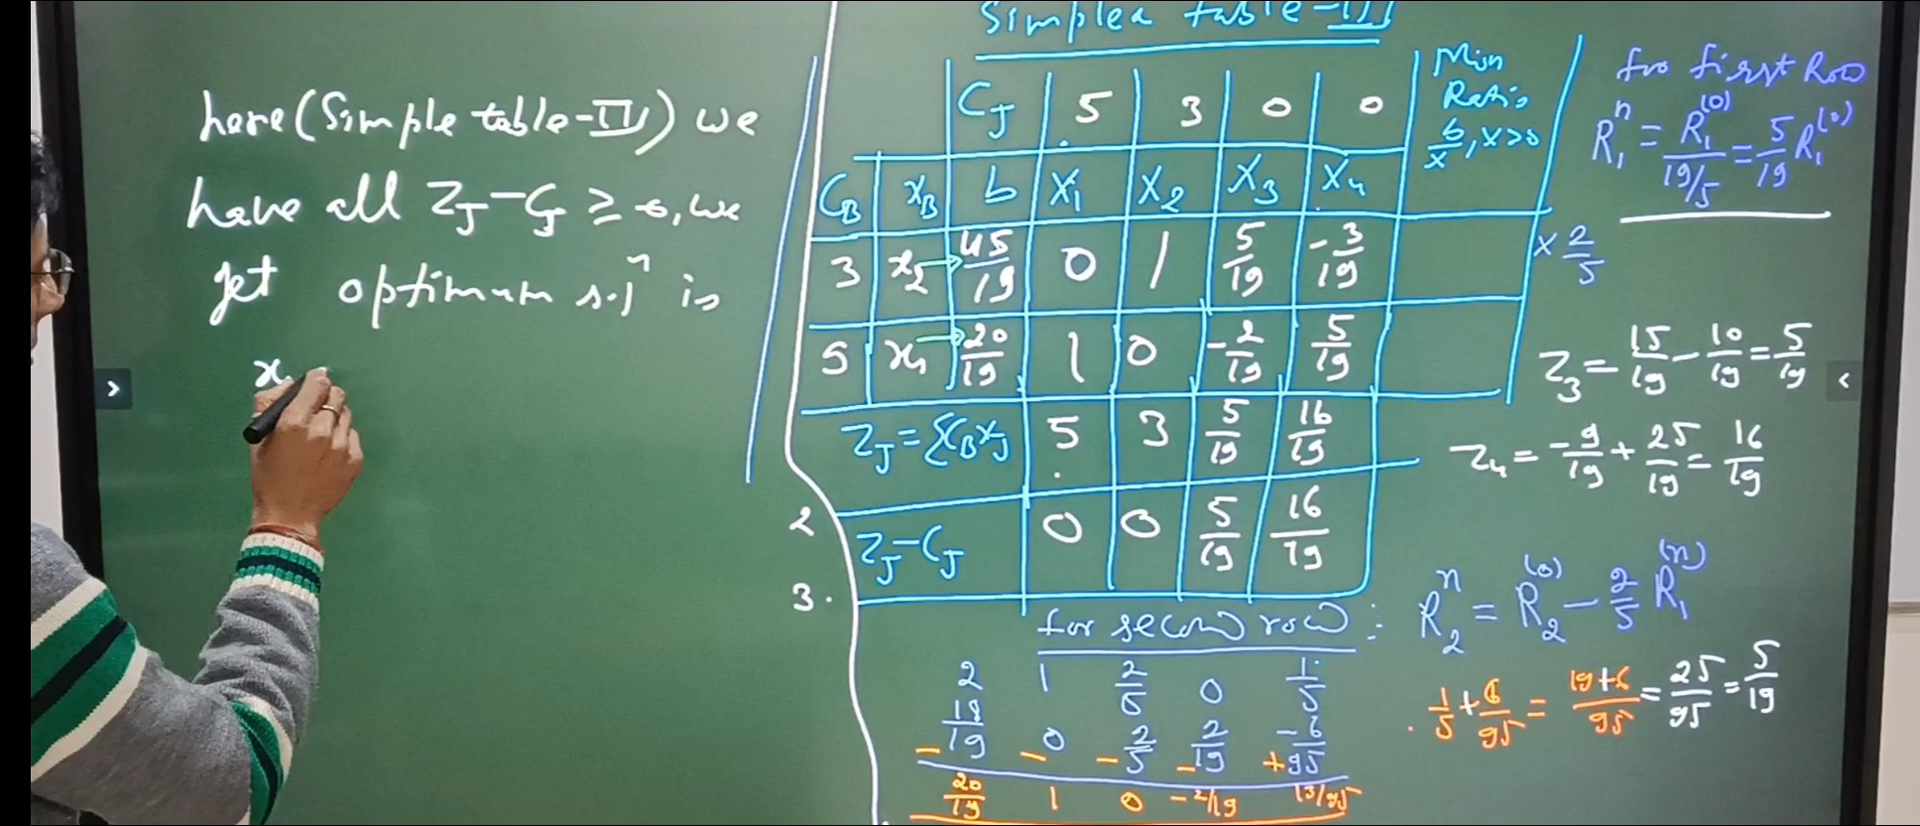 here (Simple table-III) we
have all Zj-Cj ≥ 0, we
get optimum solⁿ is
x₁
Simplex table-III
Cj 5 3 0 0 Min Ratio b/x, x>0
CB xB b x₁ x₂ x₃ x₄
3 x₂→ 45/19 0 1 5/19 -3/19 × 2/5
5 x₁→ 20/19 1 0 -2/19 5/19
Zj=ΣCBxj 5 3 5/19 16/19
Zj-Cj 0 0 5/19 16/19
2
3.
for first Row
R₁ⁿ = R₁⁽⁰⁾/(19/5) = 5/19 R₁⁽⁰⁾
Z₃ = 15/19 - 10/19 = 5/19
Z₄ = -9/19 + 25/19 = 16/19
for second row :
R₂ⁿ = R₂⁽⁰⁾ - 2/5 R₁⁽ⁿ⁾
2 1 2/5 0 1/5
- 18/19 - 0 - 2/5 - 2/19 + -6/95
20/19 1 0 -2/19
1/5 + 6/95 = 19+6/95 = 25/95 = 5/19